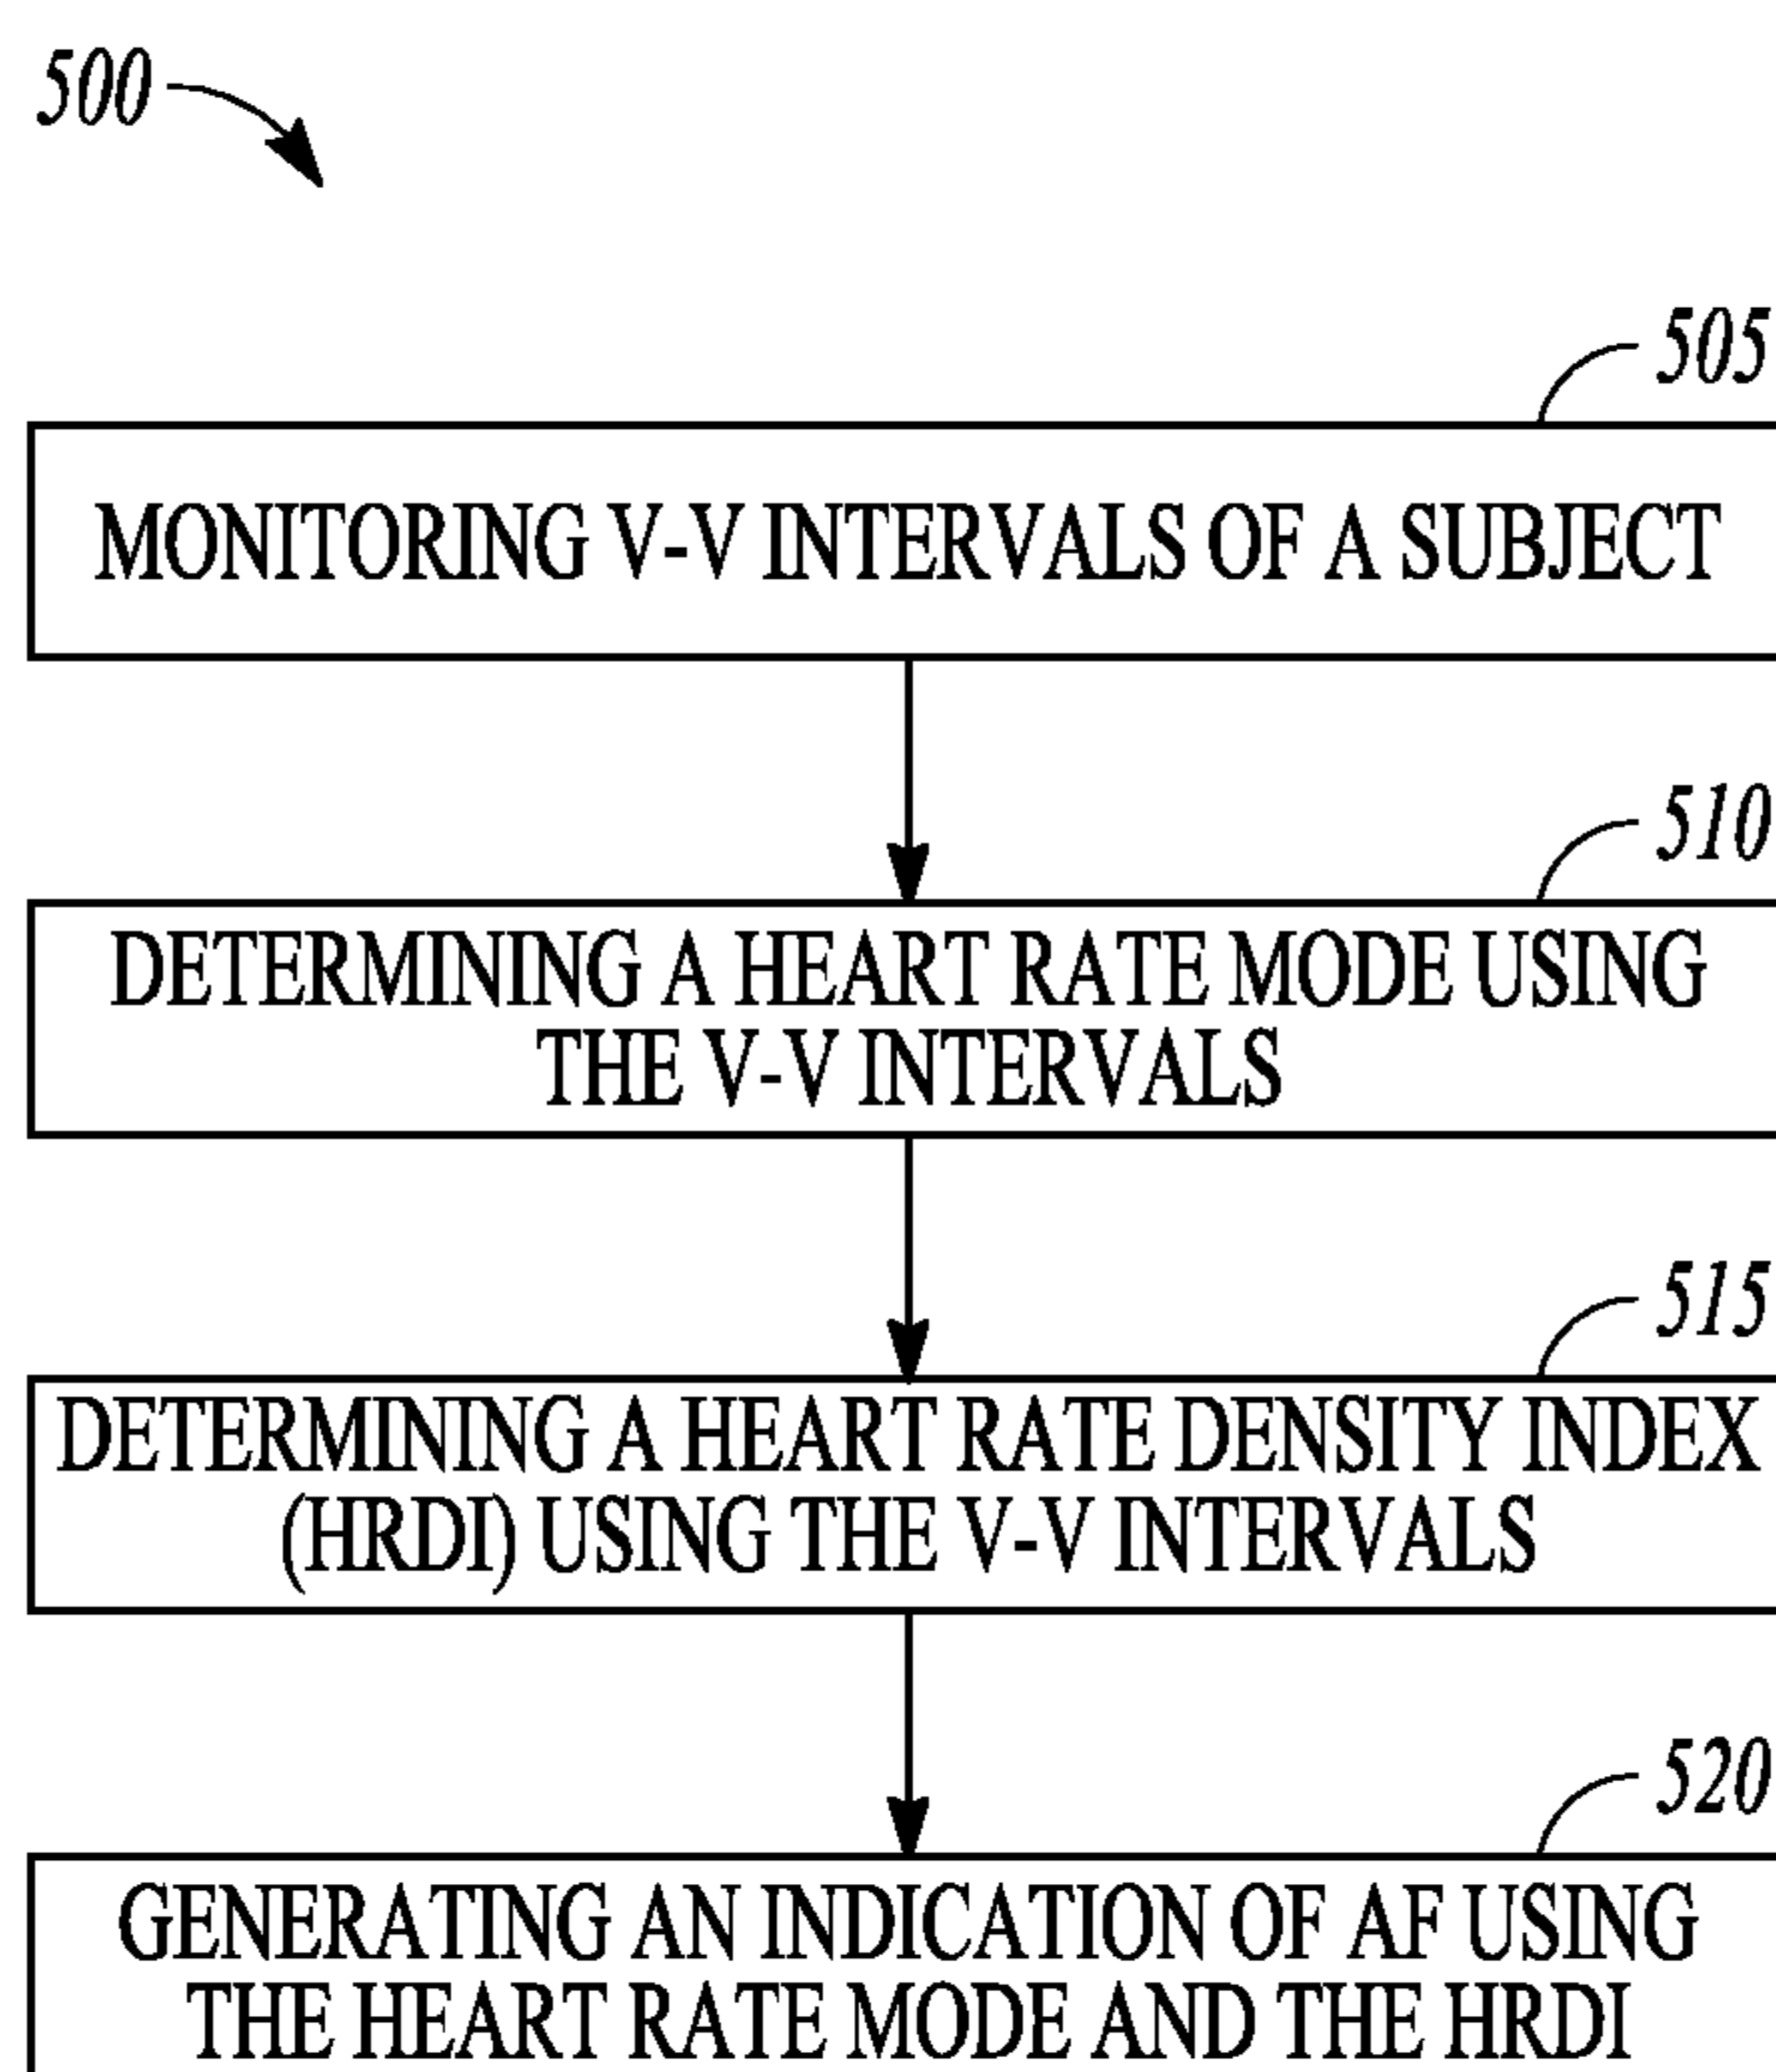 500
505
MONITORING V-V INTERVALS OF A SUBJECT
510
DETERMINING A HEART RATE MODE USING
THE V-V INTERVALS
515
DETERMINING A HEART RATE DENSITY INDEX
(HRDI) USING THE V-V INTERVALS
520
GENERATING AN INDICATION OF AF USING
THE HEART RATE MODE AND THE HRDI